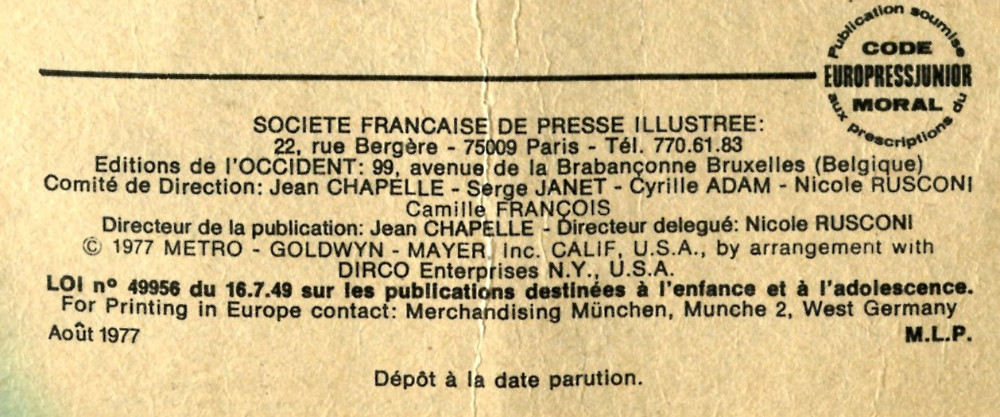 Publication soumise
CODE
EUROPRESSJUNIOR
MORAL
aux prescriptions du
SOCIETE FRANCAISE DE PRESSE ILLUSTREE:
22, rue Bergère - 75009 Paris - Tél. 770.61.83
Editions de l'OCCIDENT: 99, avenue de la Brabançonne Bruxelles (Belgique)
Comité de Direction: Jean CHAPELLE - Serge JANET - Cyrille ADAM - Nicole RUSCONI
Camille FRANÇOIS
Directeur de la publication: Jean CHAPELLE - Directeur delegué: Nicole RUSCONI
© 1977 METRO - GOLDWYN - MAYER, Inc. CALIF, U.S.A., by arrangement with
DIRCO Enterprises N.Y., U.S.A.
LOI nº 49956 du 16.7.49 sur les publications destinées à l'enfance et à l'adolescence.
For Printing in Europe contact: Merchandising München, Munche 2, West Germany
Août 1977 M.L.P.
Dépôt à la date parution.